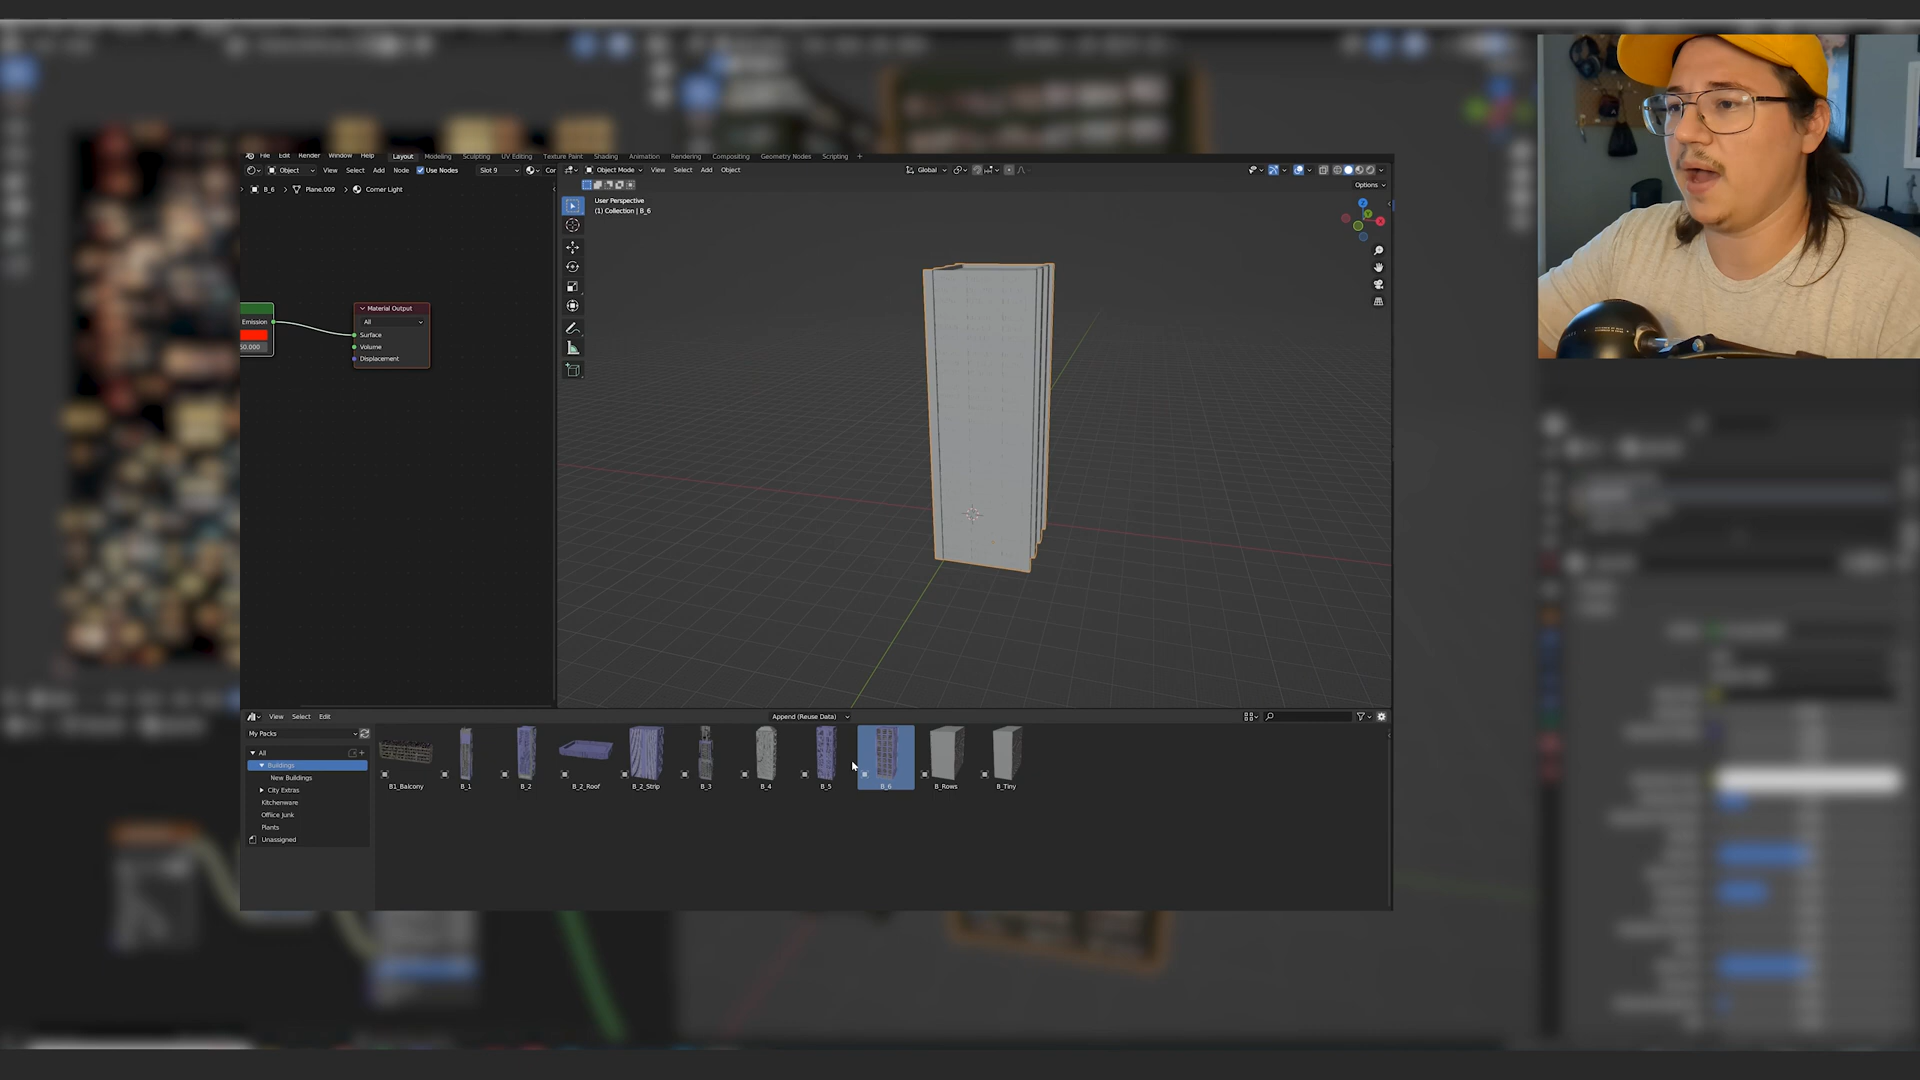 File Edit Render Window Help Layout Modeling Sculpting UV Editing Texture Paint Shading Animation Rendering Compositing Geometry Nodes Scripting +
Object View Select Add Node Use Nodes Slot 9 Cor
Object Mode View Select Add Object Global
Options
B_6 Plane.009 Corner Light
User Perspective
(1) Collection | B_6
Material Output
All
Emission
Surface
50.000
Volume
Displacement
View Select Edit Append (Reuse Data)
My Packs
All
Buildings
New Buildings
City Extras
Kitchenware
Office Junk
Plants
Unassigned
B1_Balcony B_1 B_2 B_2_Roof B_2_Strip B_3 B_4 B_5 B_6 B_Rows B_Tiny